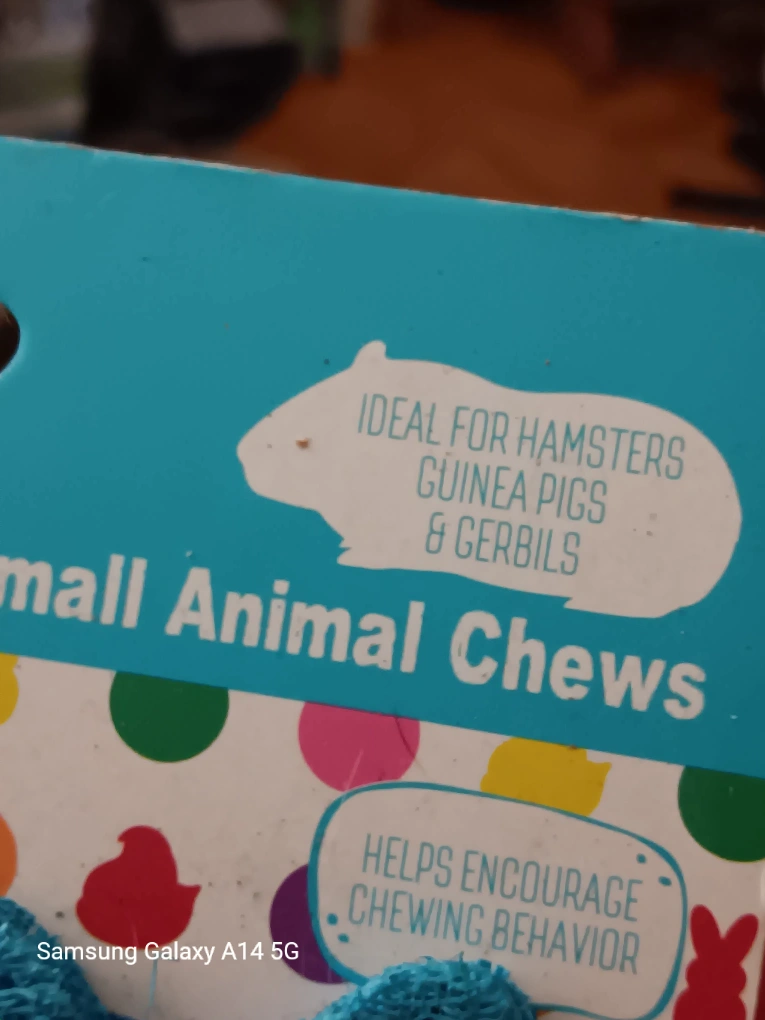 IDEAL FOR HAMSTERS
GUINEA PIGS
& GERBILS
mall Animal Chews
HELPS ENCOURAGE
CHEWING BEHAVIOR
Samsung Galaxy A14 5G